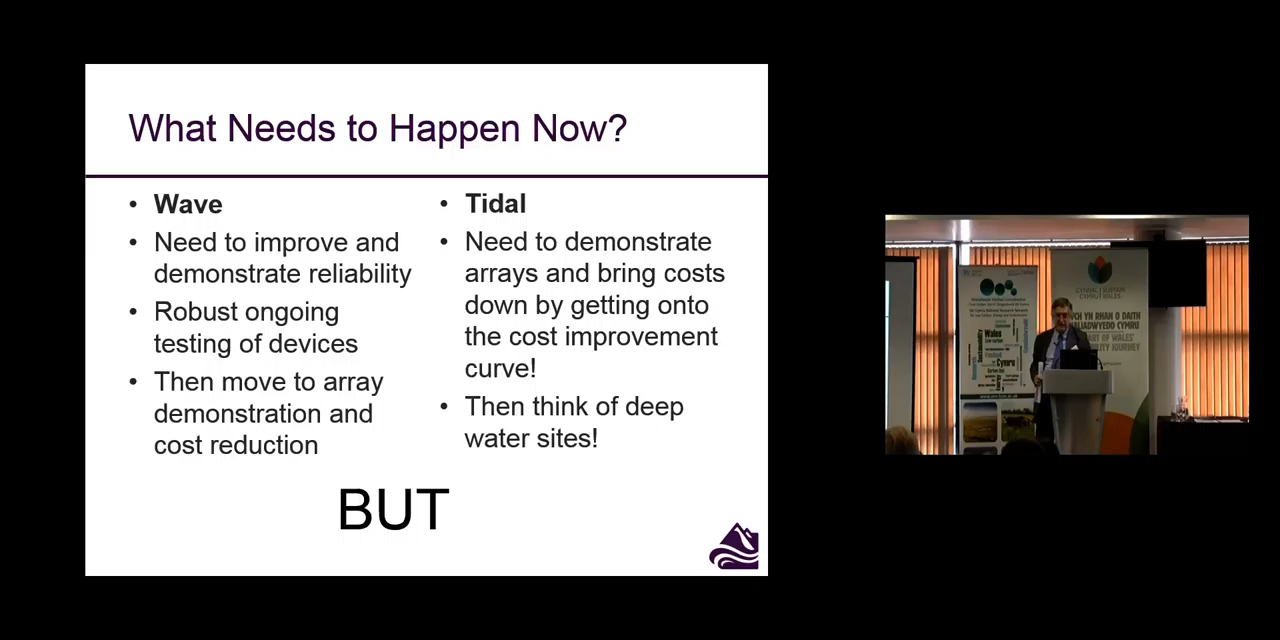 What Needs to Happen Now?
• Wave
• Need to improve and
demonstrate reliability
• Robust ongoing
testing of devices
• Then move to array
demonstration and
cost reduction
• Tidal
• Need to demonstrate
arrays and bring costs
down by getting onto
the cost improvement
curve!
• Then think of deep
water sites!
BUT
Wales
Cymru